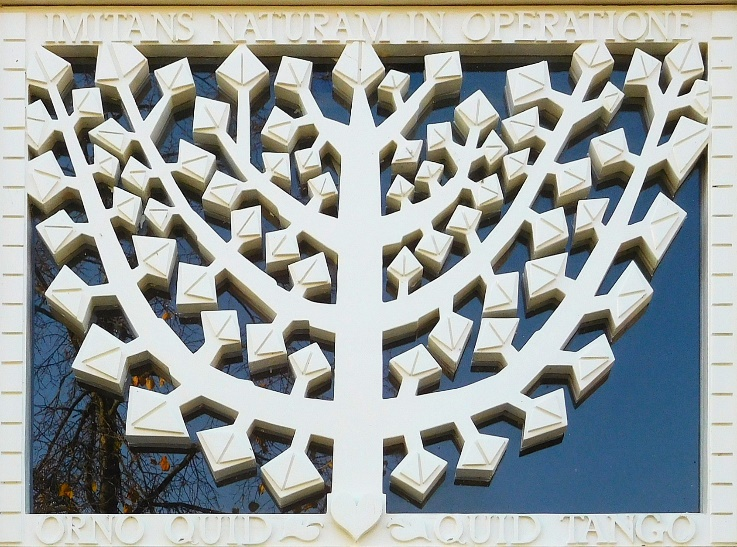 IMITANS NATURAM IN OPERATIONE
ORNO QUID QUID TANGO